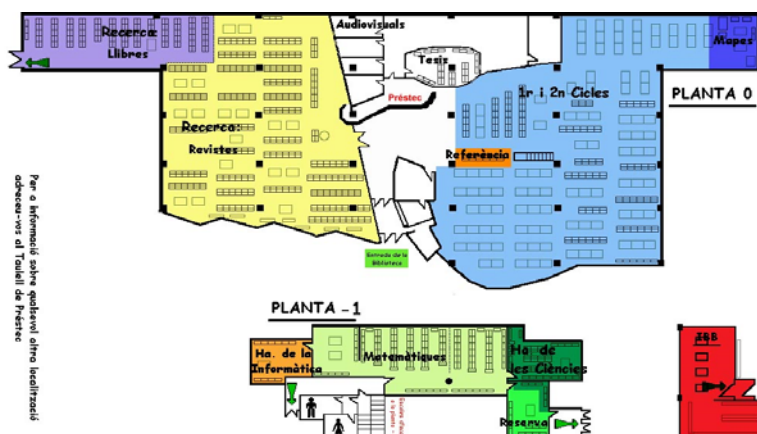 Recerca:
Llibres
Audiovisuals
Tesis
Mapes
1r i 2n Cicles
PLANTA 0
Préstec
Recerca:
Revistes
Referència
Entrada de la
Biblioteca
Per a informació sobre qualsevol altra localització
adreceu-vos al Taulell de Préstec
PLANTA -1
Ha. de la
Informàtica
Matemàtiques
Ha de
les Ciències
IBB
Reserva